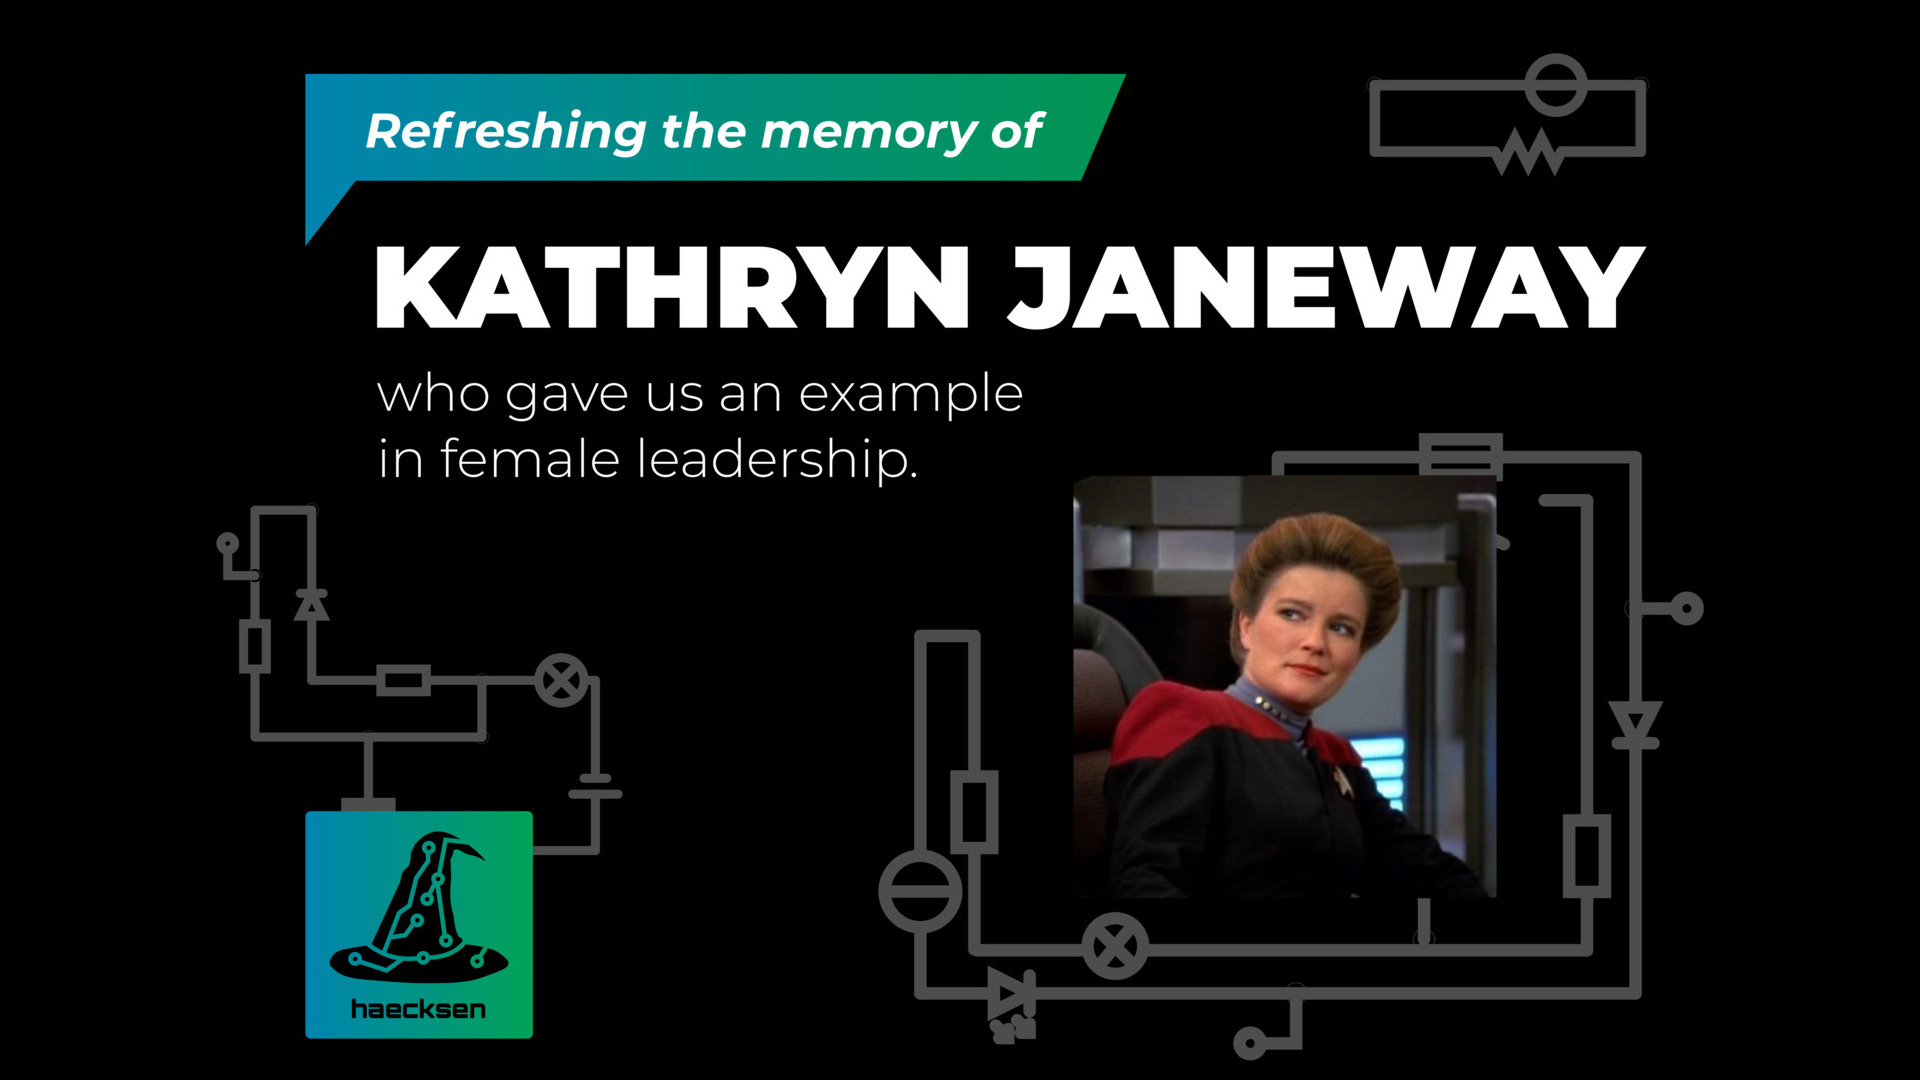 Refreshing the memory of
KATHRYN JANEWAY
who gave us an example
in female leadership.
haecksen